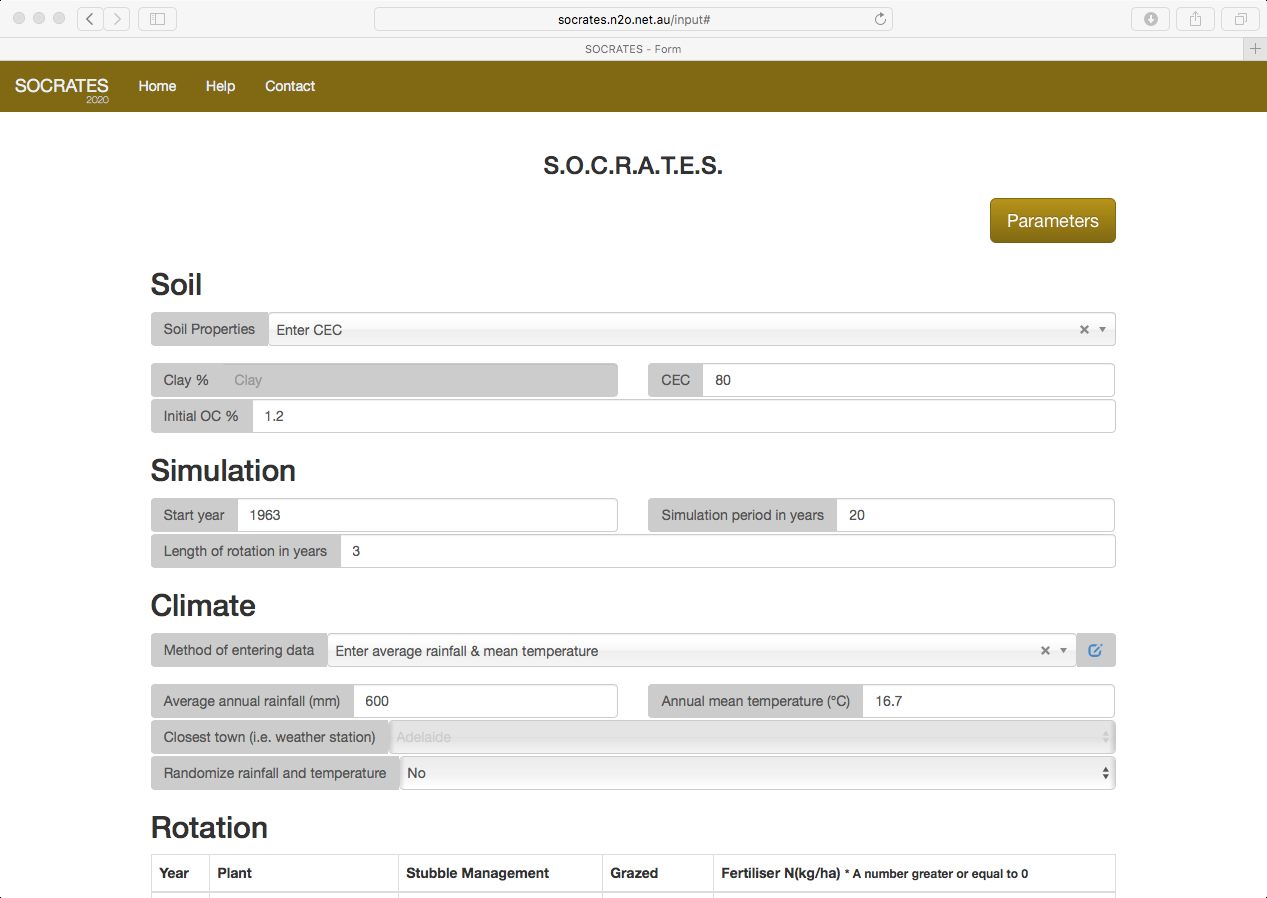 socrates.n2o.net.au/input#
SOCRATES - Form
SOCRATES Home Help Contact
2020
S.O.C.R.A.T.E.S.
Parameters
Soil
Soil Properties Enter CEC
Clay % Clay CEC 80
Initial OC % 1.2
Simulation
Start year 1963 Simulation period in years 20
Length of rotation in years 3
Climate
Method of entering data Enter average rainfall & mean temperature
Average annual rainfall (mm) 600 Annual mean temperature (°C) 16.7
Closest town (i.e. weather station) Adelaide
Randomize rainfall and temperature No
Rotation
Year Plant Stubble Management Grazed Fertiliser N(kg/ha) * A number greater or equal to 0